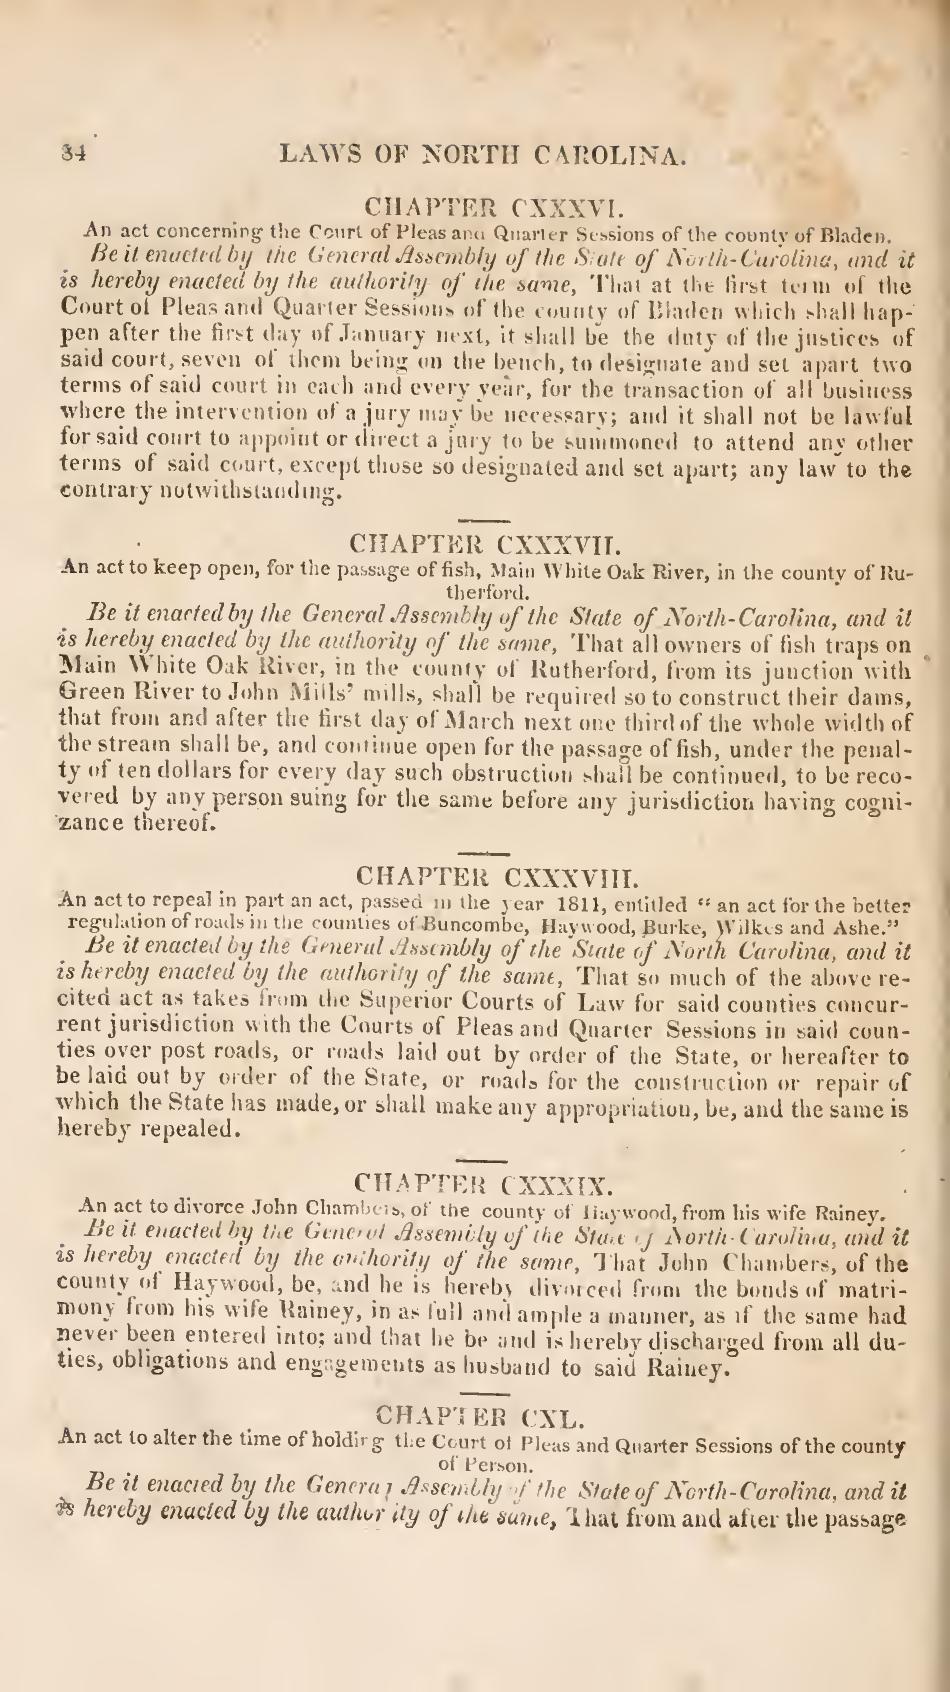 34 LAWS OF NORTH CAROLINA.
CHAPTER CXXXVI.
An act concerning the Court of Pleas and Quarter Sessions of the county of Bladen.
Be it enacted by the General Assembly of the State of North-Carolina, and it
is hereby enacted by the authority of the same, That at the first term of the
Court of Pleas and Quarter Sessions of the county of Bladen which shall hap-
pen after the first day of January next, it shall be the duty of the justices of
said court, seven of them being on the bench, to designate and set apart two
terms of said court in each and every year, for the transaction of all business
where the intervention of a jury may be necessary; and it shall not be lawful
for said court to appoint or direct a jury to be summoned to attend any other
terms of said court, except those so designated and set apart; any law to the
contrary notwithstanding.
CHAPTER CXXXVII.
An act to keep open, for the passage of fish, Main White Oak River, in the county of Ru-
therford.
Be it enacted by the General Assembly of the State of North-Carolina, and it
is hereby enacted by the authority of the same, That all owners of fish traps on
Main White Oak River, in the county of Rutherford, from its junction with
Green River to John Mills' mills, shall be required so to construct their dams,
that from and after the first day of March next one third of the whole width of
the stream shall be, and continue open for the passage of fish, under the penal-
ty of ten dollars for every day such obstruction shall be continued, to be reco-
vered by any person suing for the same before any jurisdiction having cogni-
zance thereof.
CHAPTER CXXXVIII.
An act to repeal in part an act, passed in the year 1811, entitled "an act for the better
regulation of roads in the counties of Buncombe, Haywood, Burke, Wilkes and Ashe."
Be it enacted by the General Assembly of the State of North Carolina, and it
is hereby enacted by the authority of the same, That so much of the above re-
cited act as takes from the Superior Courts of Law for said counties concur-
rent jurisdiction with the Courts of Pleas and Quarter Sessions in said coun-
ties over post roads, or roads laid out by order of the State, or hereafter to
be laid out by order of the State, or roads for the construction or repair of
which the State has made, or shall make any appropriation, be, and the same is
hereby repealed.
CHAPTER CXXXIX.
An act to divorce John Chambers, of the county of Haywood, from his wife Rainey.
Be it enacted by the General Assembly of the State of North-Carolina, and it
is hereby enacted by the authority of the same, That John Chambers, of the
county of Haywood, be, and he is hereby divorced from the bonds of matri-
mony from his wife Rainey, in as full and ample a manner, as if the same had
never been entered into; and that he be and is hereby discharged from all du-
ties, obligations and engagements as husband to said Rainey.
CHAPTER CXL.
An act to alter the time of holding the Court of Pleas and Quarter Sessions of the county
of Person.
Be it enacted by the General Assembly of the State of North-Carolina, and it
is hereby enacted by the authority of the same, That from and after the passage